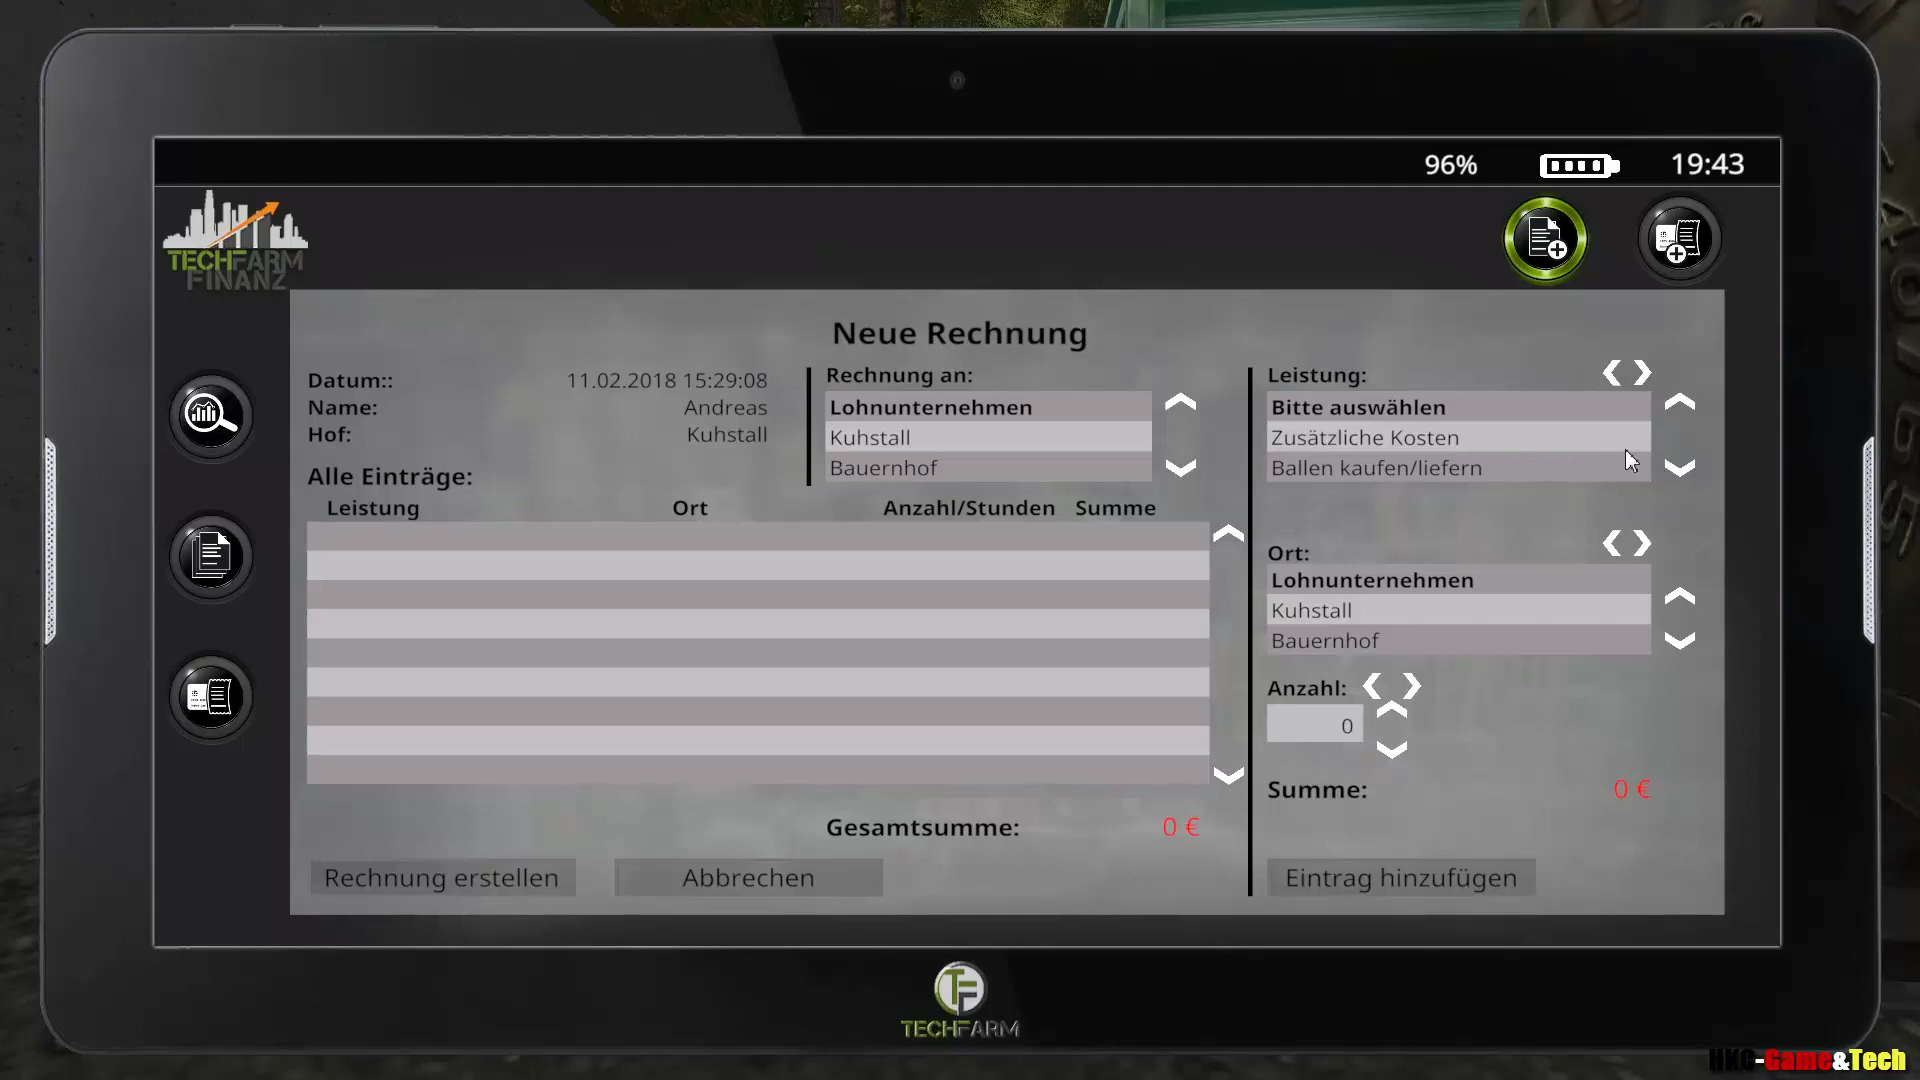 96%
19:43
TECHFARM
FINANZ
Neue Rechnung
Datum::
11.02.2018 15:29:08
Name:
Andreas
Hof:
Kuhstall
Rechnung an:
Lohnunternehmen
Kuhstall
Bauernhof
Leistung:
Bitte auswählen
Zusätzliche Kosten
Ballen kaufen/liefern
Alle Einträge:
Leistung Ort Anzahl/Stunden Summe
Ort:
Lohnunternehmen
Kuhstall
Bauernhof
Anzahl:
0
Summe: 0 €
Gesamtsumme: 0 €
Rechnung erstellen
Abbrechen
Eintrag hinzufügen
TF
TECHFARM
HKC-Game&Tech